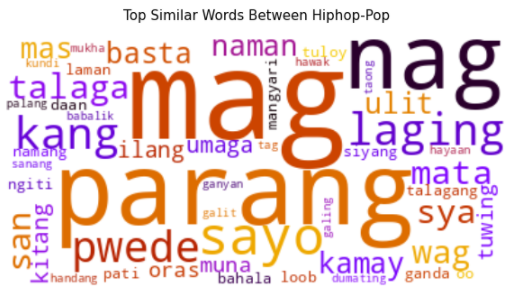 Top Similar Words Between Hiphop-Pop
mas mukha basta naman tuloy nag
kundi laman hawak
talaga mag mangyari taong
palang daan ulit
babalik
kang ilang umaga laging
namang tag siyang hayaan
sanang
ngiti parang ganyan mata
talagang
san kitang galit galing sya tuwing
pwede sayo wag
oras muna kamay
handang pati bahala loob dumating ganda oo